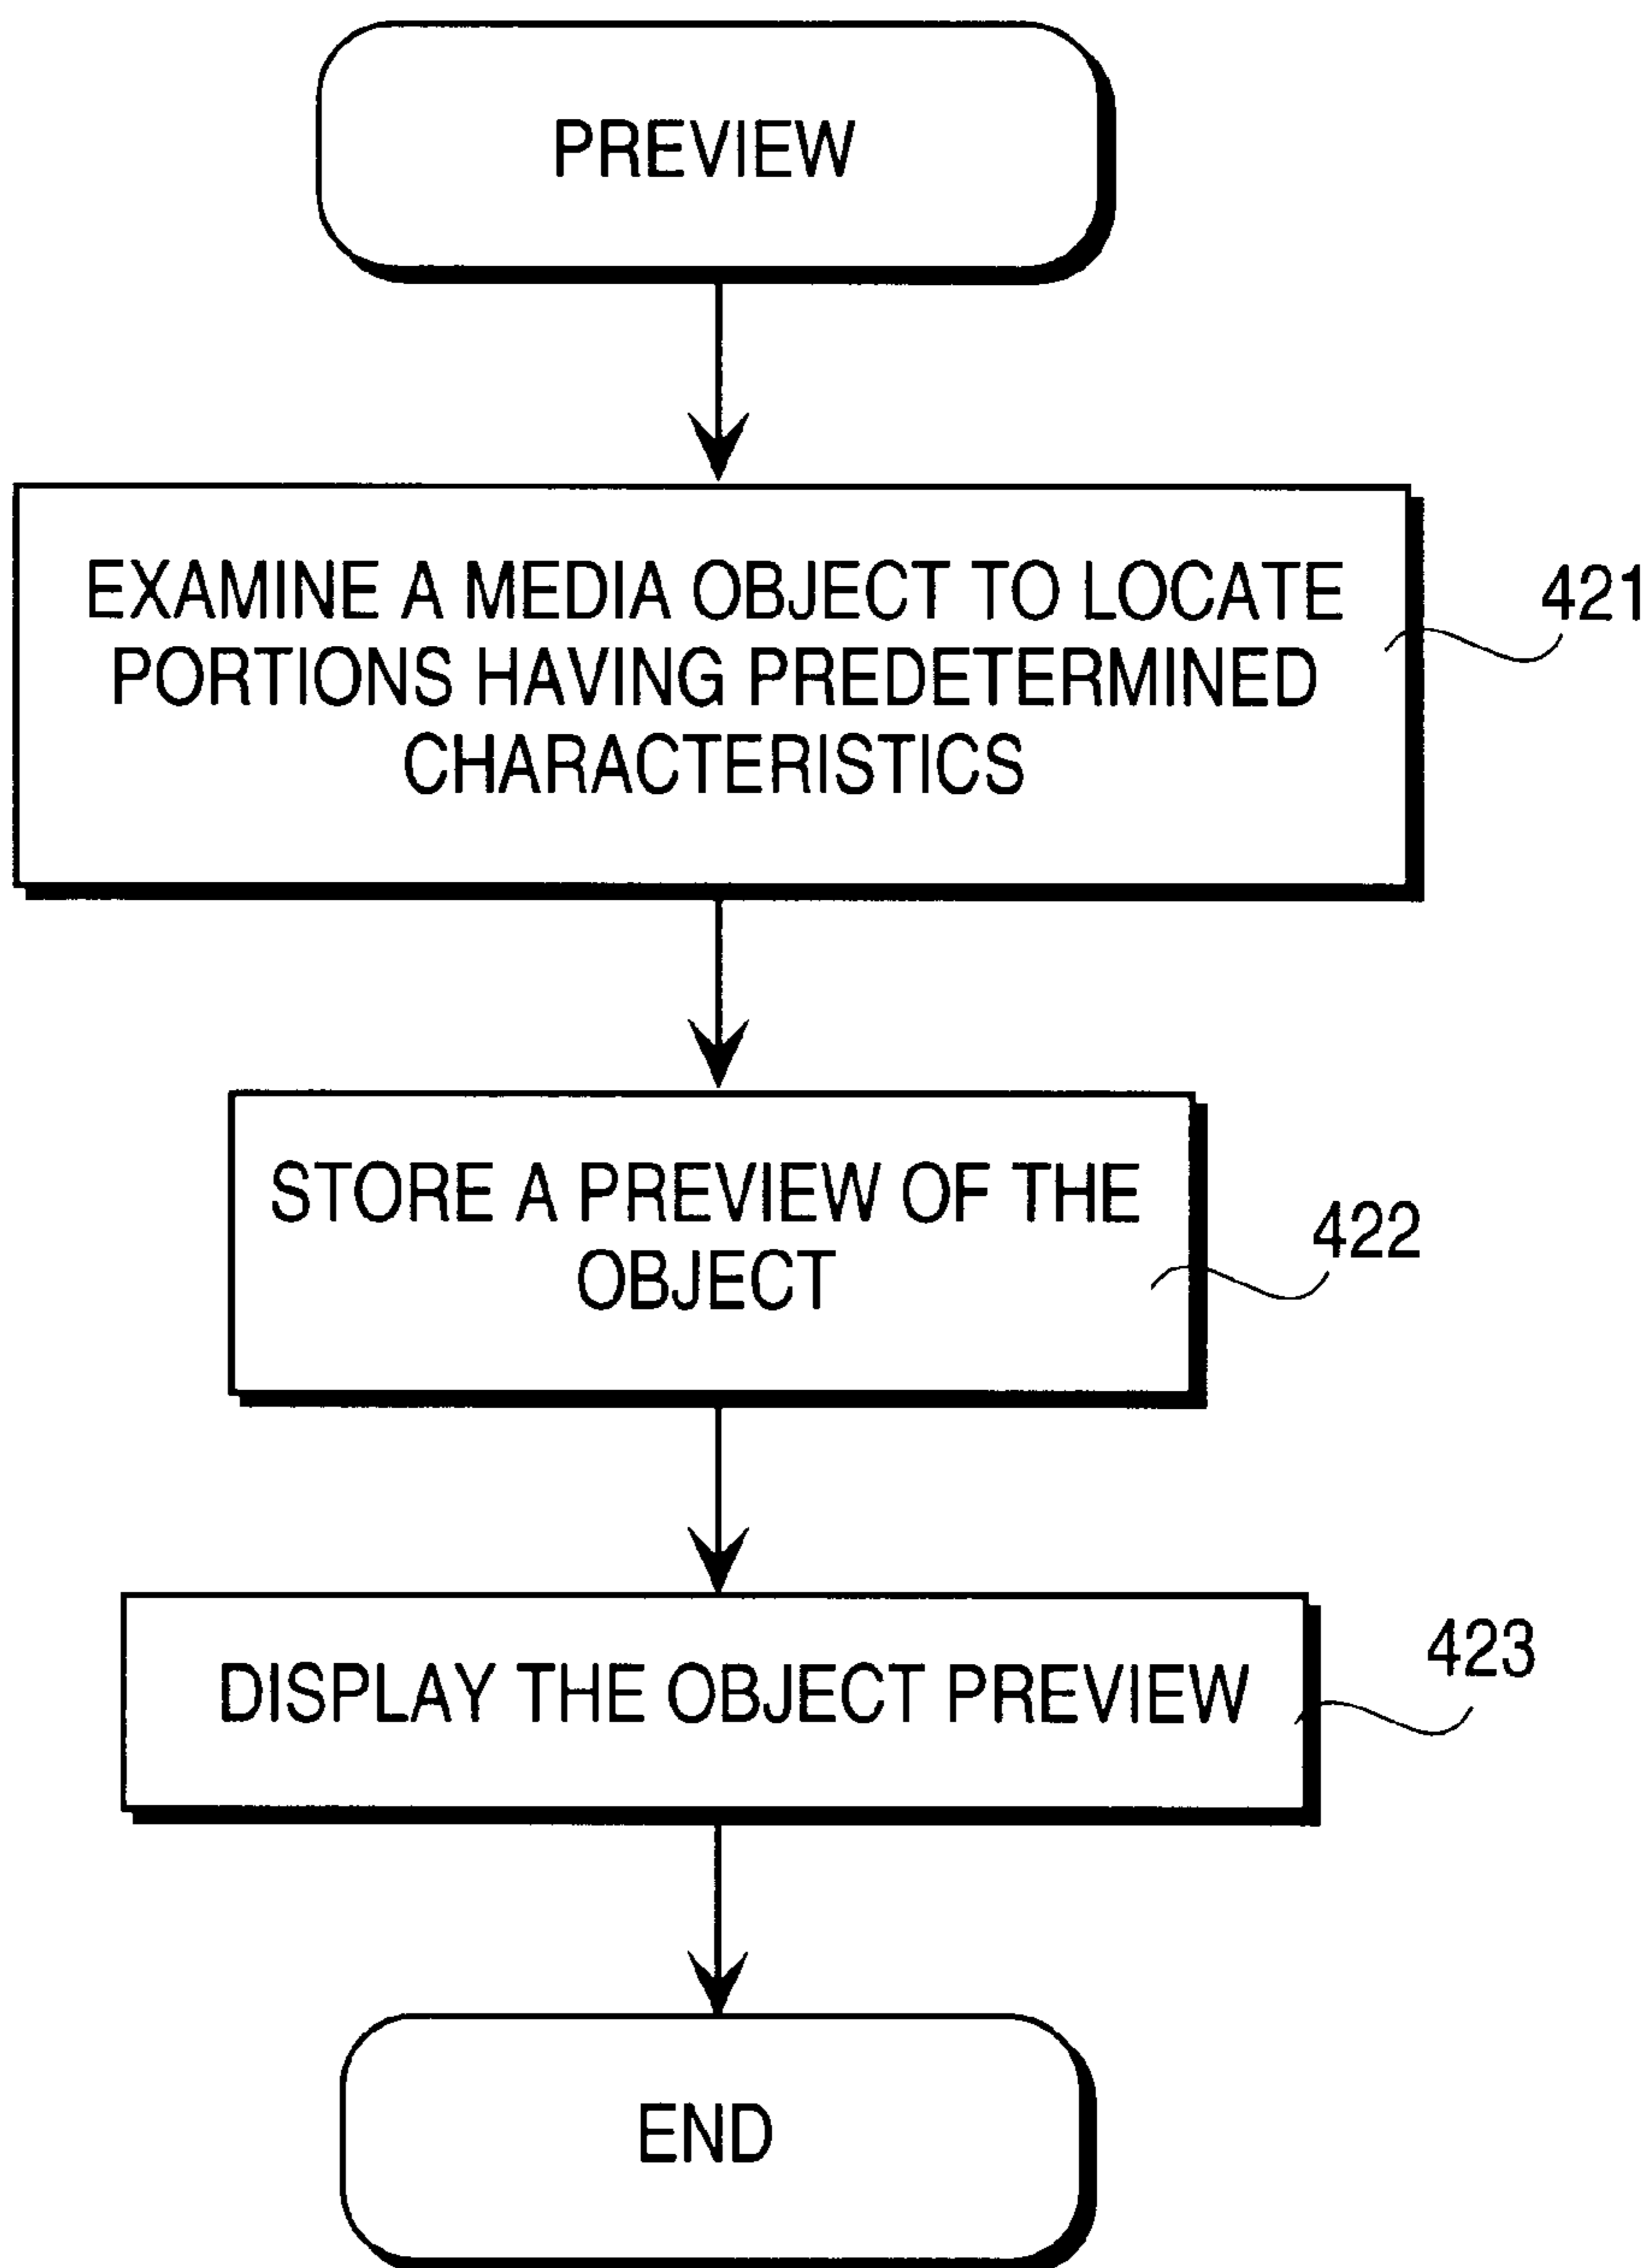 PREVIEW
EXAMINE A MEDIA OBJECT TO LOCATE
PORTIONS HAVING PREDETERMINED
CHARACTERISTICS
421
STORE A PREVIEW OF THE
OBJECT
422
DISPLAY THE OBJECT PREVIEW
423
END